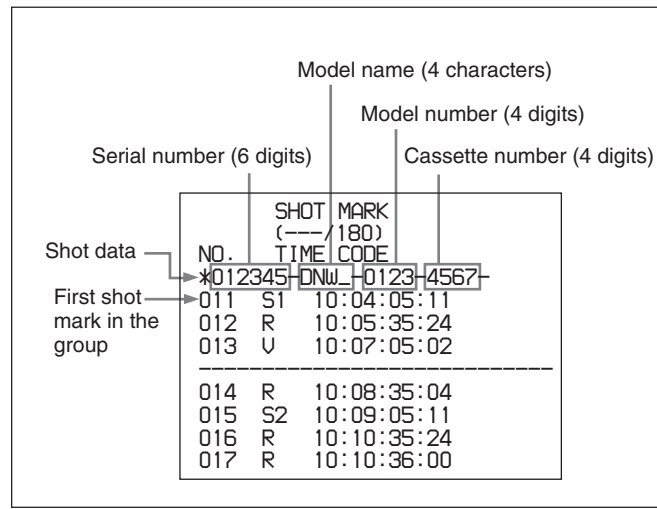 Model name (4 characters)
Model number (4 digits)
Serial number (6 digits)
Cassette number (4 digits)
SHOT MARK
(---/180)
NO. TIME CODE
Shot data
*012345-DNW_-0123-4567-
First shot
mark in the
group
011 S1 10:04:05:11
012 R 10:05:35:24
013 V 10:07:05:02
------------------------------
014 R 10:08:35:04
015 S2 10:09:05:11
016 R 10:10:35:24
017 R 10:10:36:00